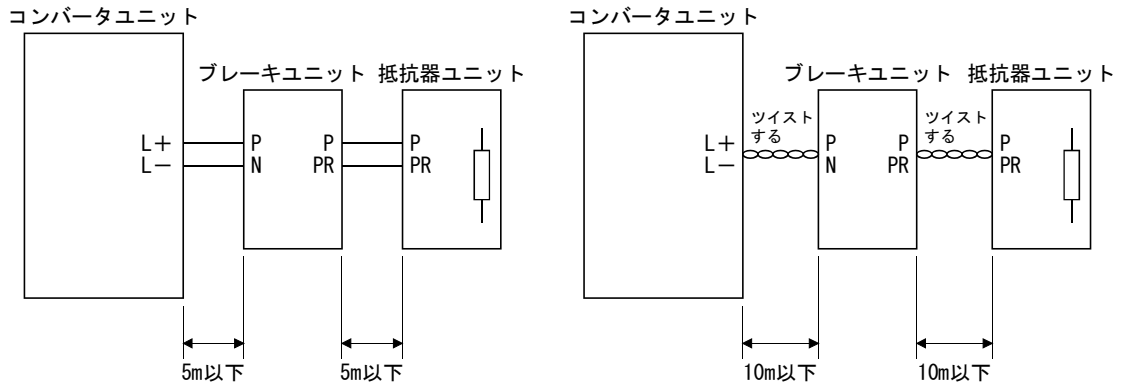 コンバータユニット
ブレーキユニット 抵抗器ユニット
L+ P P P
L- N PR PR
5m以下 5m以下
コンバータユニット
ブレーキユニット 抵抗器ユニット
ツイスト ツイスト
する する
L+ P P P
L- N PR PR
10m以下 10m以下